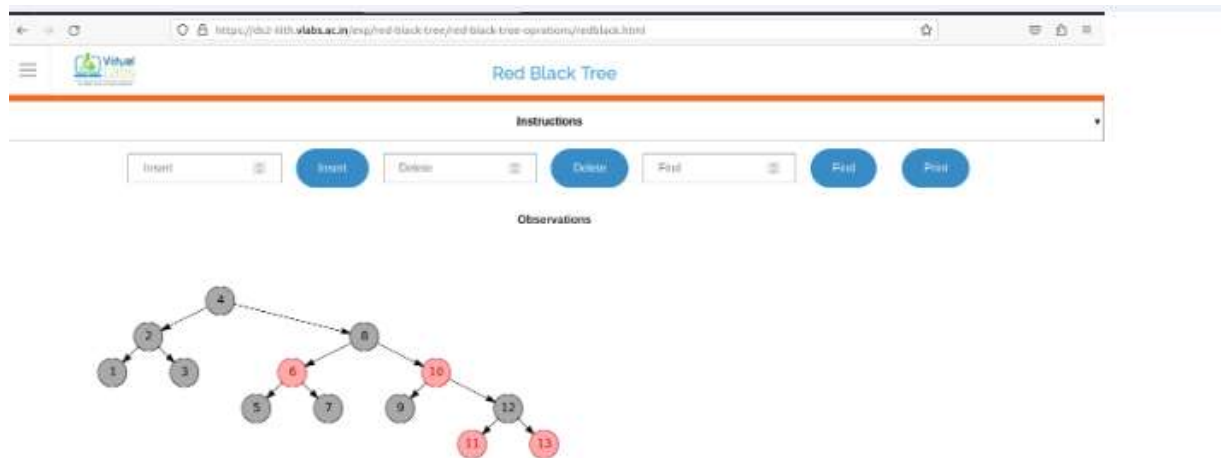 https://ds2-iiith.vlabs.ac.in/exp/red-black-tree/red-black-tree-oprations/redblack.html
Virtual
Red Black Tree
Instructions
Insert Insert Delete Delete Find Find Print
Observations
4
2 8
1 3 6 10
5 7 9 12
11 13